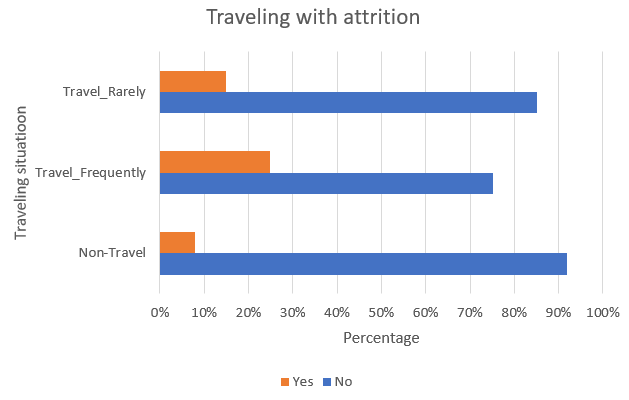 Traveling with attrition
Traveling situatioon
Travel_Rarely
Travel_Frequently
Non-Travel
0% 10% 20% 30% 40% 50% 60% 70% 80% 90% 100%
Percentage
Yes No